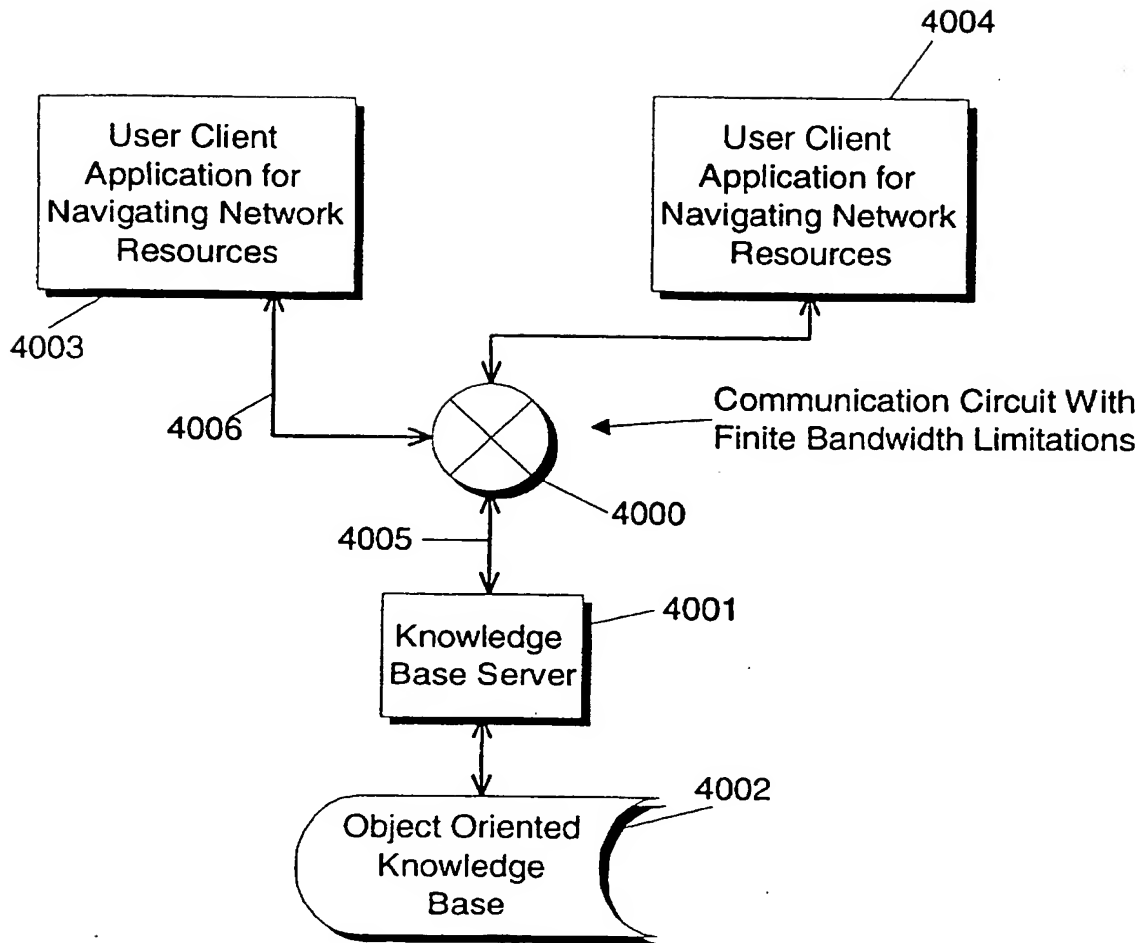 4004
User Client
Application for
Navigating Network
Resources
User Client
Application for
Navigating Network
Resources
4003
4006
Communication Circuit With
Finite Bandwidth Limitations
4000
4005
4001
Knowledge
Base Server
4002
Object Oriented
Knowledge
Base